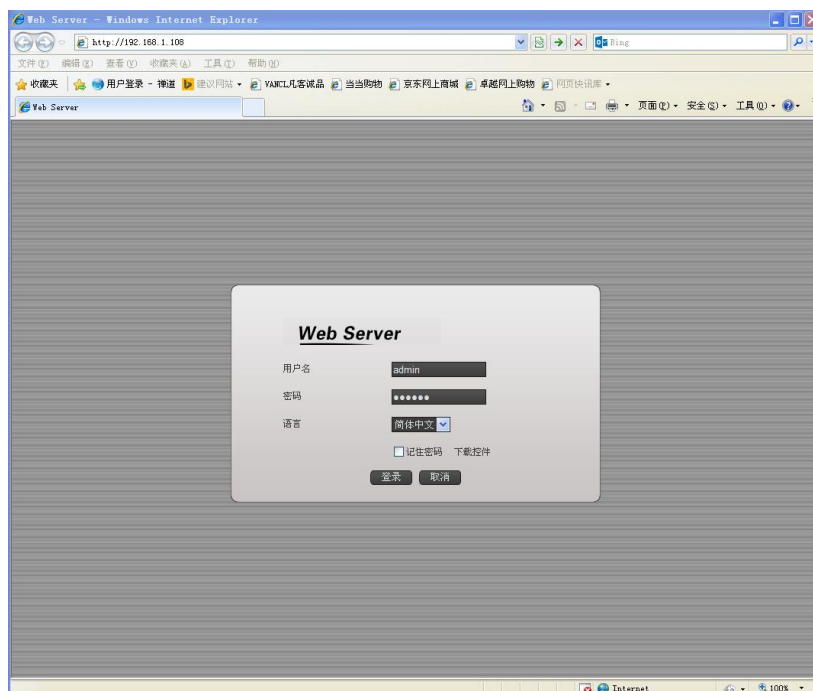 Web Server - Windows Internet Explorer
http://192.168.1.108 Bing
文件(F) 编辑(E) 查看(V) 收藏夹(A) 工具(T) 帮助(H)
收藏夹 用户登录 - 禅道 建议网站 VANCL凡客诚品 当当购物 京东网上商城 卓越网上购物 网页快讯库
Web Server 页面(P) 安全(S) 工具(O)
Web Server
用户名 admin
密码 ●●●●●●
语言 简体中文
记住密码 下载控件
登录 取消
Internet 100%